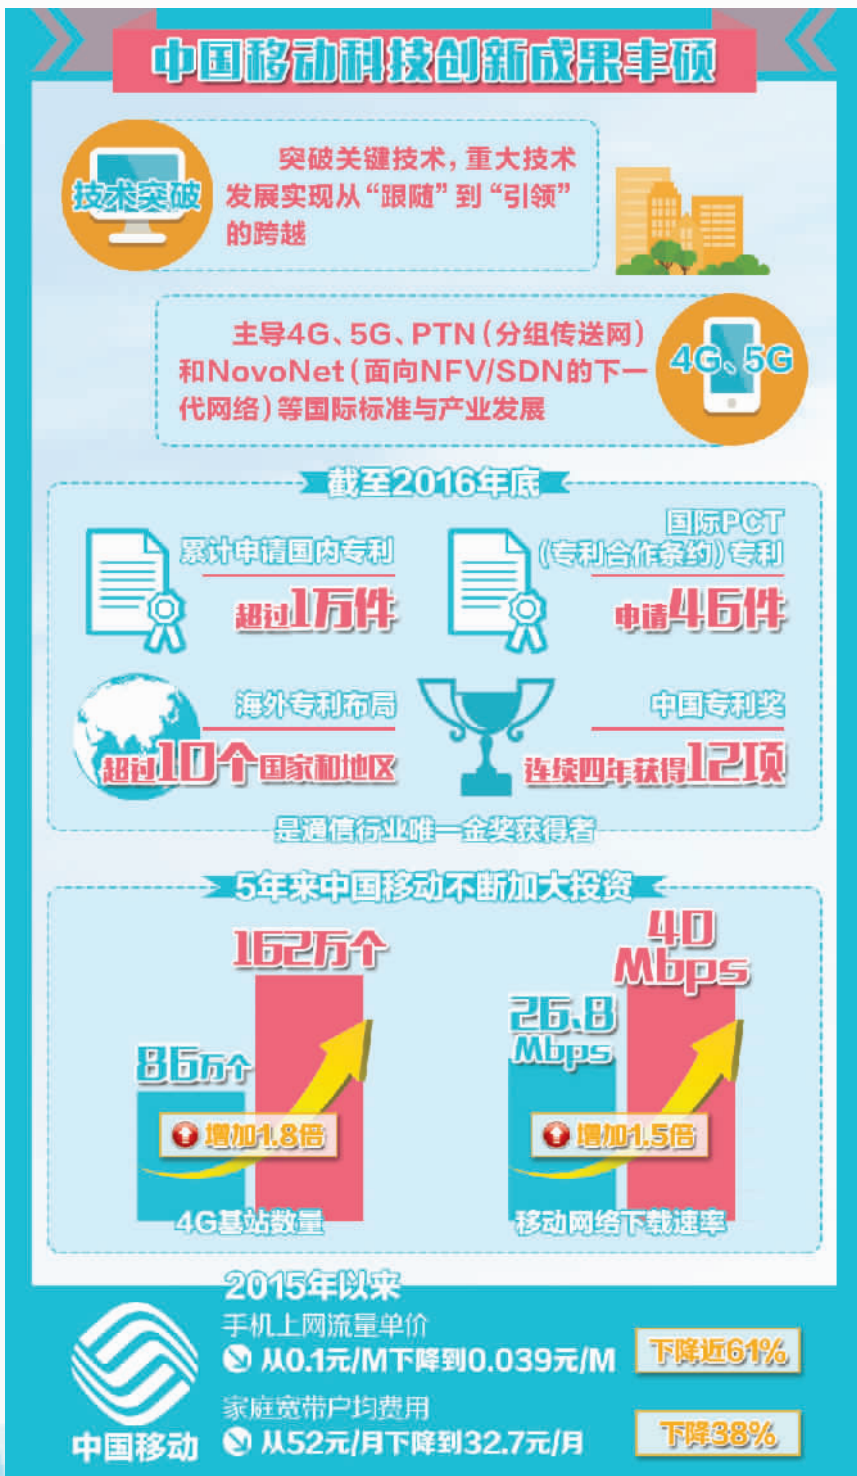 中国移动科技创新成果丰硕
技术突破
突破关键技术，重大技术
发展实现从“跟随”到“引领”
的跨越
主导4G、5G、PTN（分组传送网）
和NovoNet（面向NFV/SDN的下一
代网络）等国际标准与产业发展
4G、5G
截至2016年底
累计申请国内专利
超过1万件
国际PCT
（专利合作条约）专利
申请46件
海外专利布局
超过10个国家和地区
中国专利奖
连续四年获得12项
是通信行业唯一金奖获得者
5年来中国移动不断加大投资
162万个
86万个
增加1.8倍
4G基站数量
40
Mbps
26.8
Mbps
增加1.5倍
移动网络下载速率
2015年以来
手机上网流量单价
从0.1元/M下降到0.039元/M
下降近61%
家庭宽带户均费用
从52元/月下降到32.7元/月
下降38%
中国移动